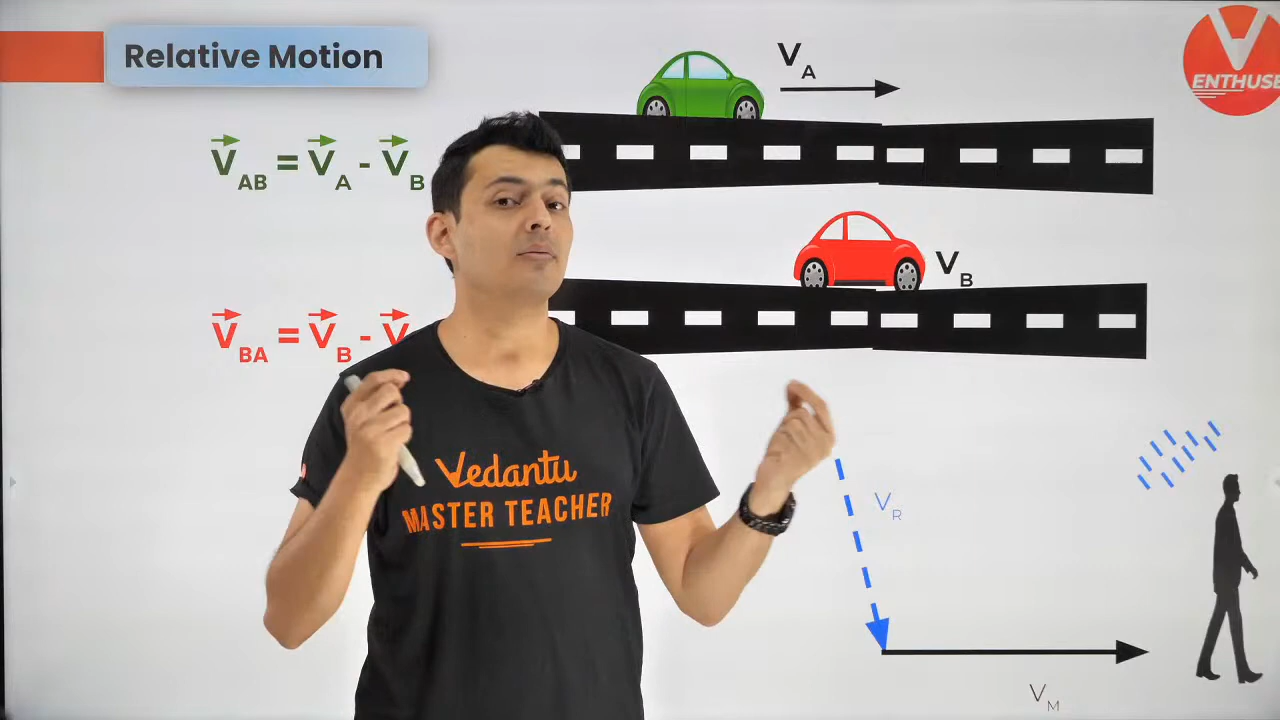 Relative Motion
V_A
ENTHUSE
V_AB = V_A - V_B
V_B
V_BA = V_B - V
Vedantu
MASTER TEACHER
V_R
V_M